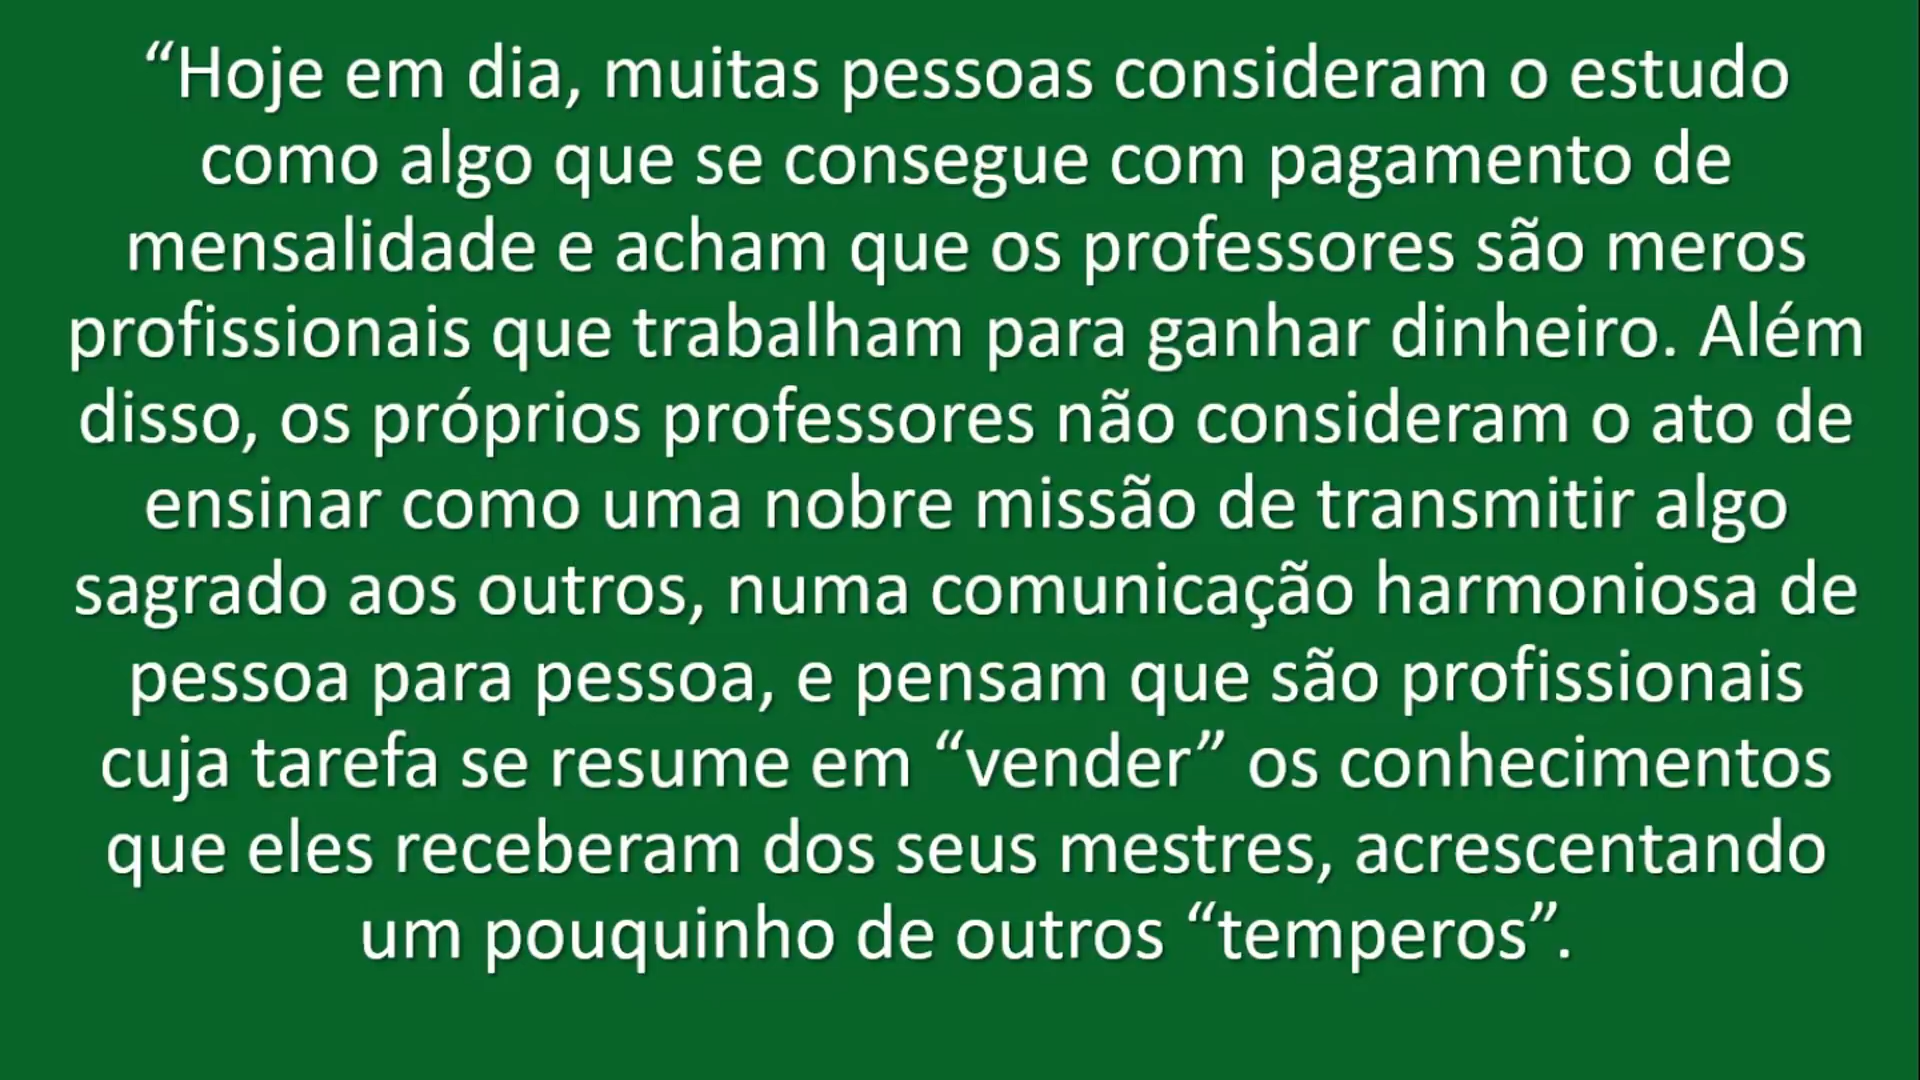 “Hoje em dia, muitas pessoas consideram o estudo
como algo que se consegue com pagamento de
mensalidade e acham que os professores são meros
profissionais que trabalham para ganhar dinheiro. Além
disso, os próprios professores não consideram o ato de
ensinar como uma nobre missão de transmitir algo
sagrado aos outros, numa comunicação harmoniosa de
pessoa para pessoa, e pensam que são profissionais
cuja tarefa se resume em “vender” os conhecimentos
que eles receberam dos seus mestres, acrescentando
um pouquinho de outros “temperos”.